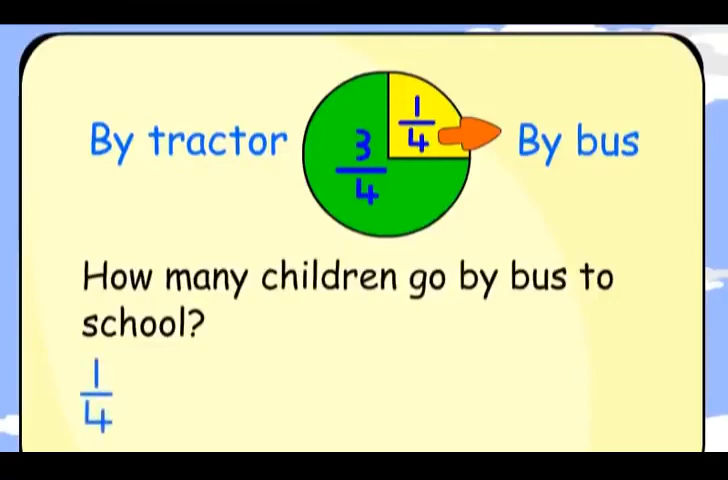 By tractor
3/4
1/4
By bus
How many children go by bus to
school?
1/4